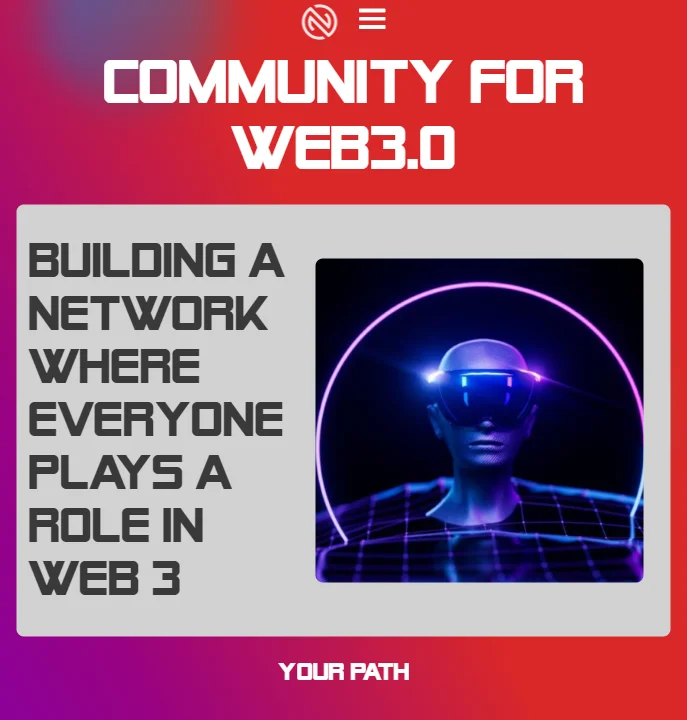 COMMUNITY FOR
WEB3.0
BUILDING A
NETWORK
WHERE
EVERYONE
PLAYS A
ROLE IN
WEB 3
YOUR PATH